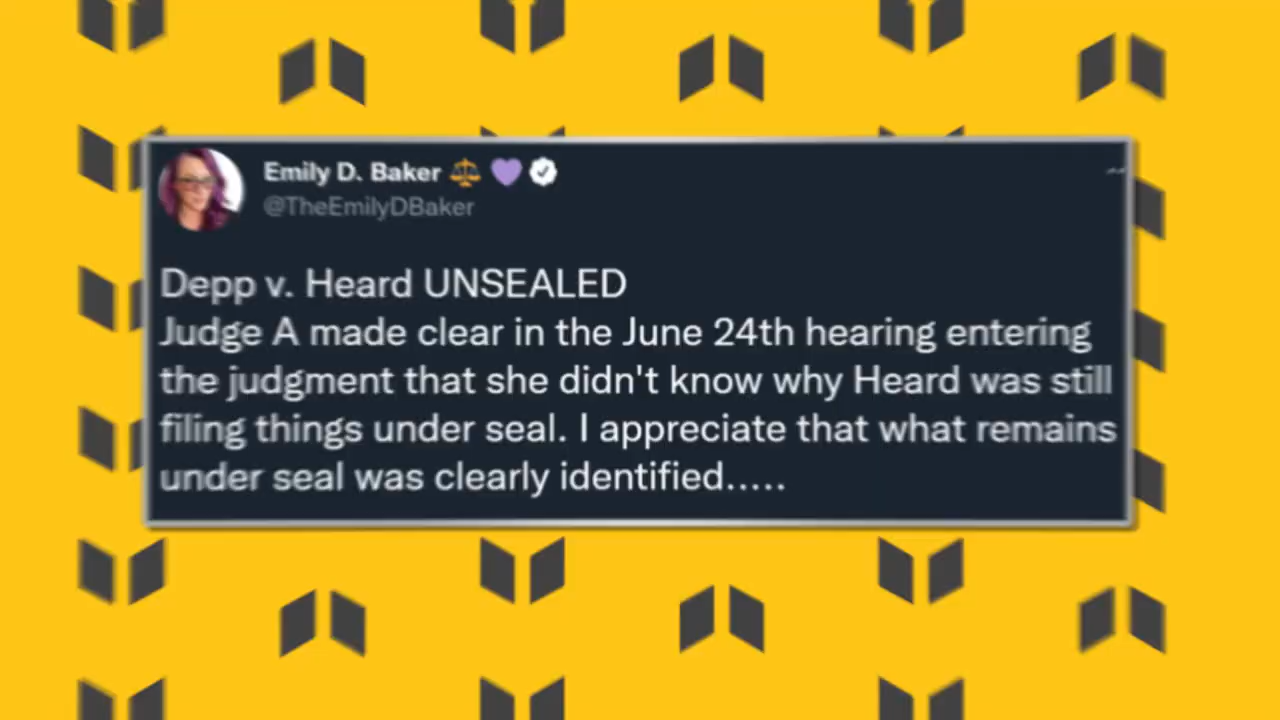 Emily D. Baker ⚖️ 💜
@TheEmilyDBaker
Depp v. Heard UNSEALED
Judge A made clear in the June 24th hearing entering
the judgment that she didn't know why Heard was still
filing things under seal. I appreciate that what remains
under seal was clearly identified.....